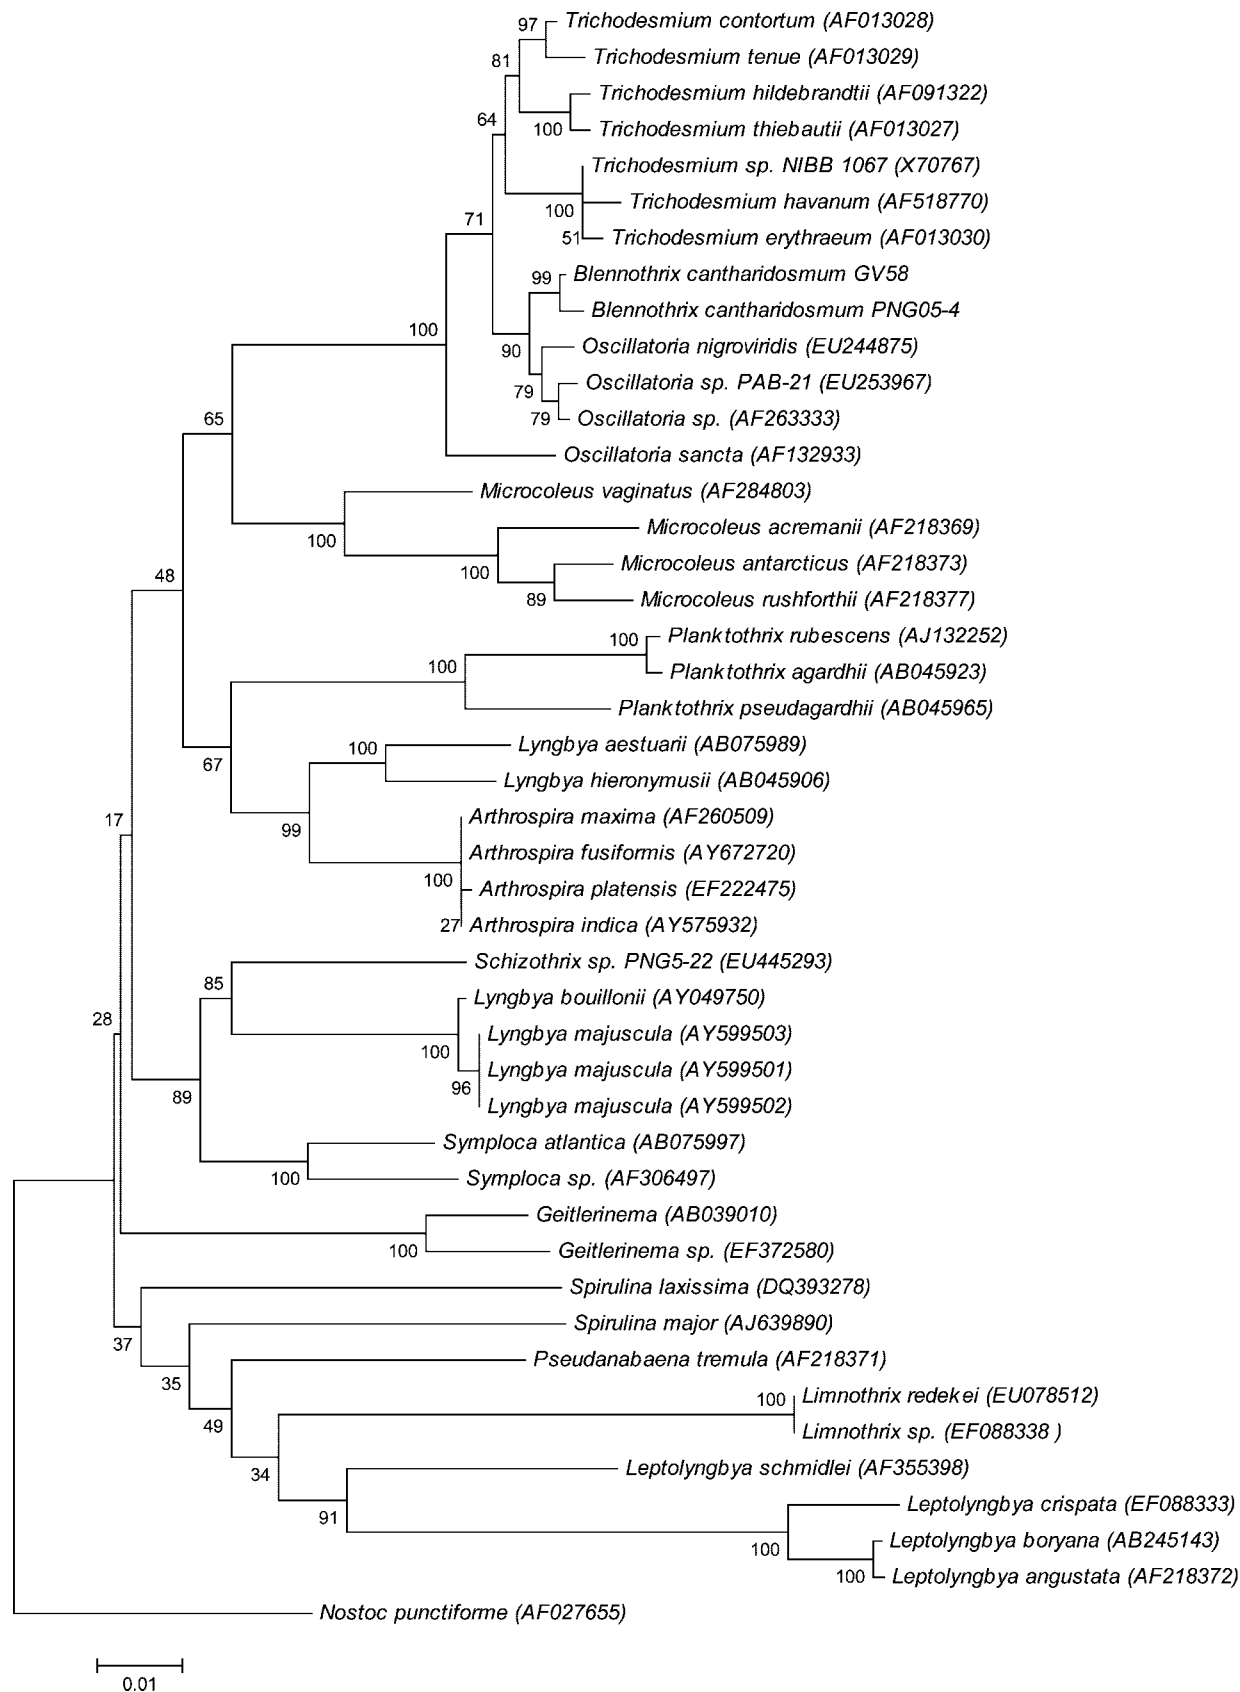 97 Trichodesmium contortum (AF013028)
Trichodesmium tenue (AF013029)
81
Trichodesmium hildebrandtii (AF091322)
64
100 Trichodesmium thiebautii (AF013027)
Trichodesmium sp. NIBB 1067 (X70767)
100 Trichodesmium havanum (AF518770)
71
51 Trichodesmium erythraeum (AF013030)
99 Blennothrix cantharidosmum GV58
Blennothrix cantharidosmum PNG05-4
100
90 Oscillatoria nigroviridis (EU244875)
79 Oscillatoria sp. PAB-21 (EU253967)
79 Oscillatoria sp. (AF263333)
65
Oscillatoria sancta (AF132933)
Microcoleus vaginatus (AF284803)
100 Microcoleus acremanii (AF218369)
100 Microcoleus antarcticus (AF218373)
48
89 Microcoleus rushforthii (AF218377)
100 Planktothrix rubescens (AJ132252)
100 Planktothrix agardhii (AB045923)
Planktothrix pseudagardhii (AB045965)
100 Lyngbya aestuarii (AB075989)
67
Lyngbya hieronymusii (AB045906)
17
99 Arthrospira maxima (AF260509)
Arthrospira fusiformis (AY672720)
100 Arthrospira platensis (EF222475)
27 Arthrospira indica (AY575932)
Schizothrix sp. PNG5-22 (EU445293)
85
Lyngbya bouillonii (AY049750)
28
Lyngbya majuscula (AY599503)
100
Lyngbya majuscula (AY599501)
96
89 Lyngbya majuscula (AY599502)
Symploca atlantica (AB075997)
100 Symploca sp. (AF306497)
Geitlerinema (AB039010)
100 Geitlerinema sp. (EF372580)
Spirulina laxissima (DQ393278)
Spirulina major (AJ639890)
37
Pseudanabaena tremula (AF218371)
35
100 Limnothrix redekei (EU078512)
49 Limnothrix sp. (EF088338 )
34 Leptolyngbya schmidlei (AF355398)
91 Leptolyngbya crispata (EF088333)
100 Leptolyngbya boryana (AB245143)
100 Leptolyngbya angustata (AF218372)
Nostoc punctiforme (AF027655)
0.01